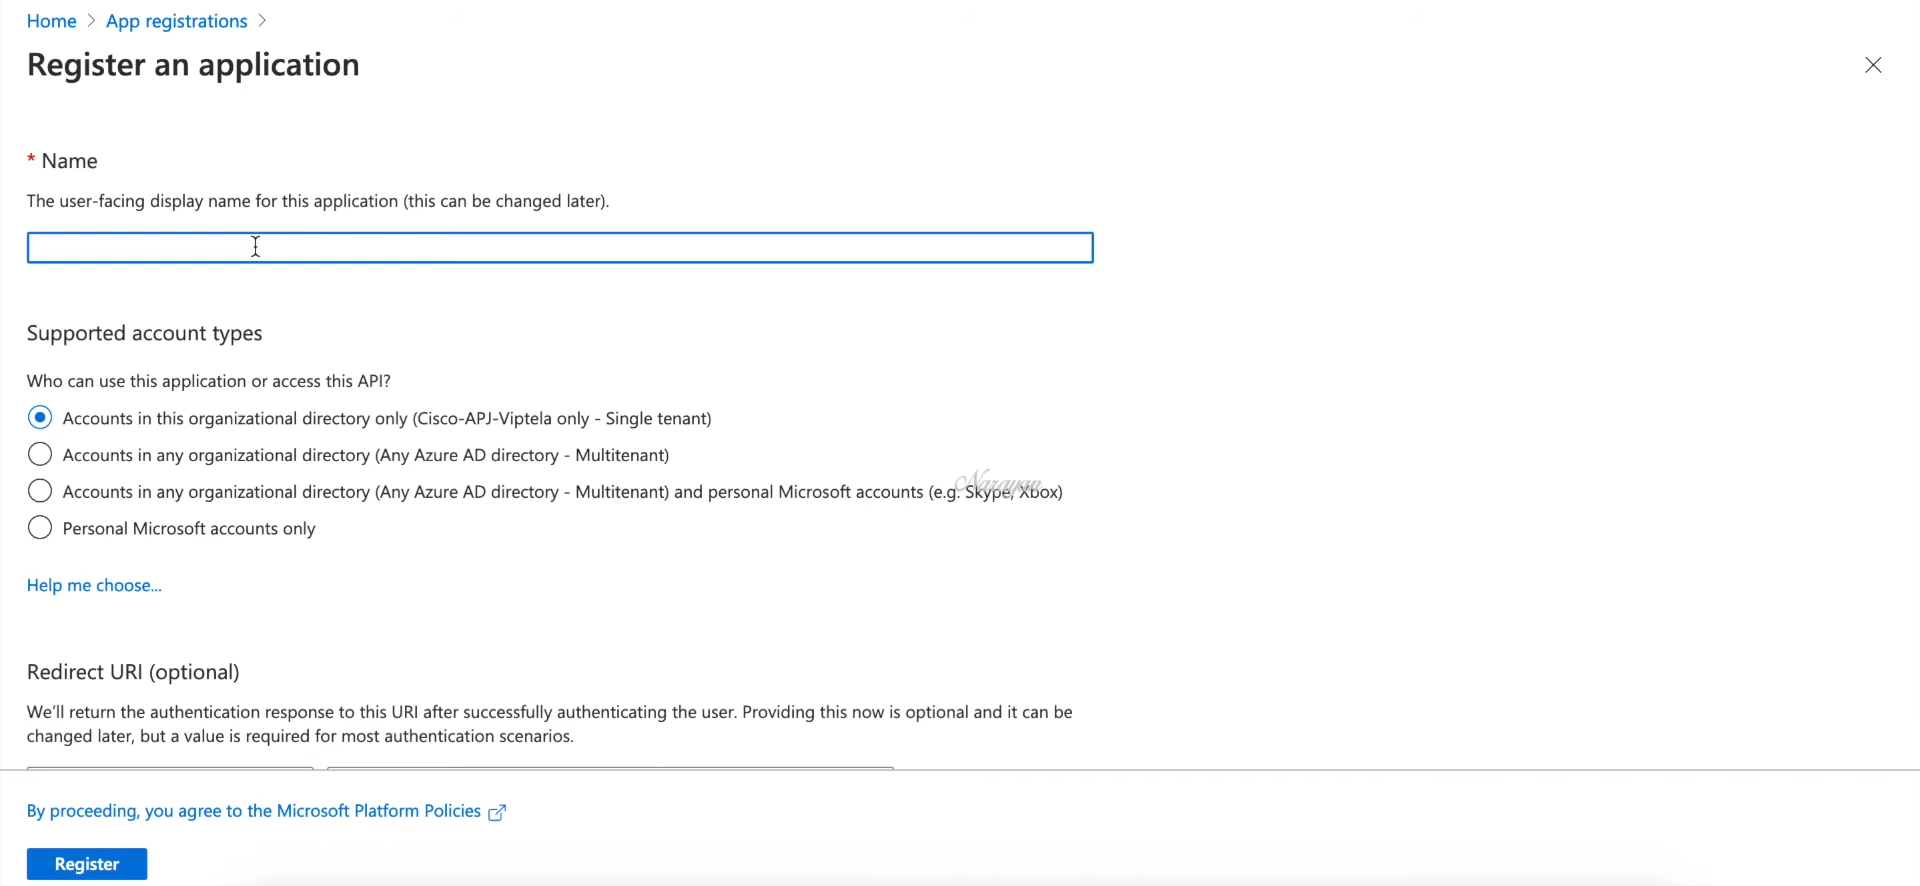 Home > App registrations >
Register an application
* Name
The user-facing display name for this application (this can be changed later).
Supported account types
Who can use this application or access this API?
Accounts in this organizational directory only (Cisco-APJ-Viptela only - Single tenant)
Accounts in any organizational directory (Any Azure AD directory - Multitenant)
Accounts in any organizational directory (Any Azure AD directory - Multitenant) and personal Microsoft accounts (e.g. Skype, Xbox)
Narayan
Personal Microsoft accounts only
Help me choose...
Redirect URI (optional)
We'll return the authentication response to this URI after successfully authenticating the user. Providing this now is optional and it can be
changed later, but a value is required for most authentication scenarios.
By proceeding, you agree to the Microsoft Platform Policies
Register